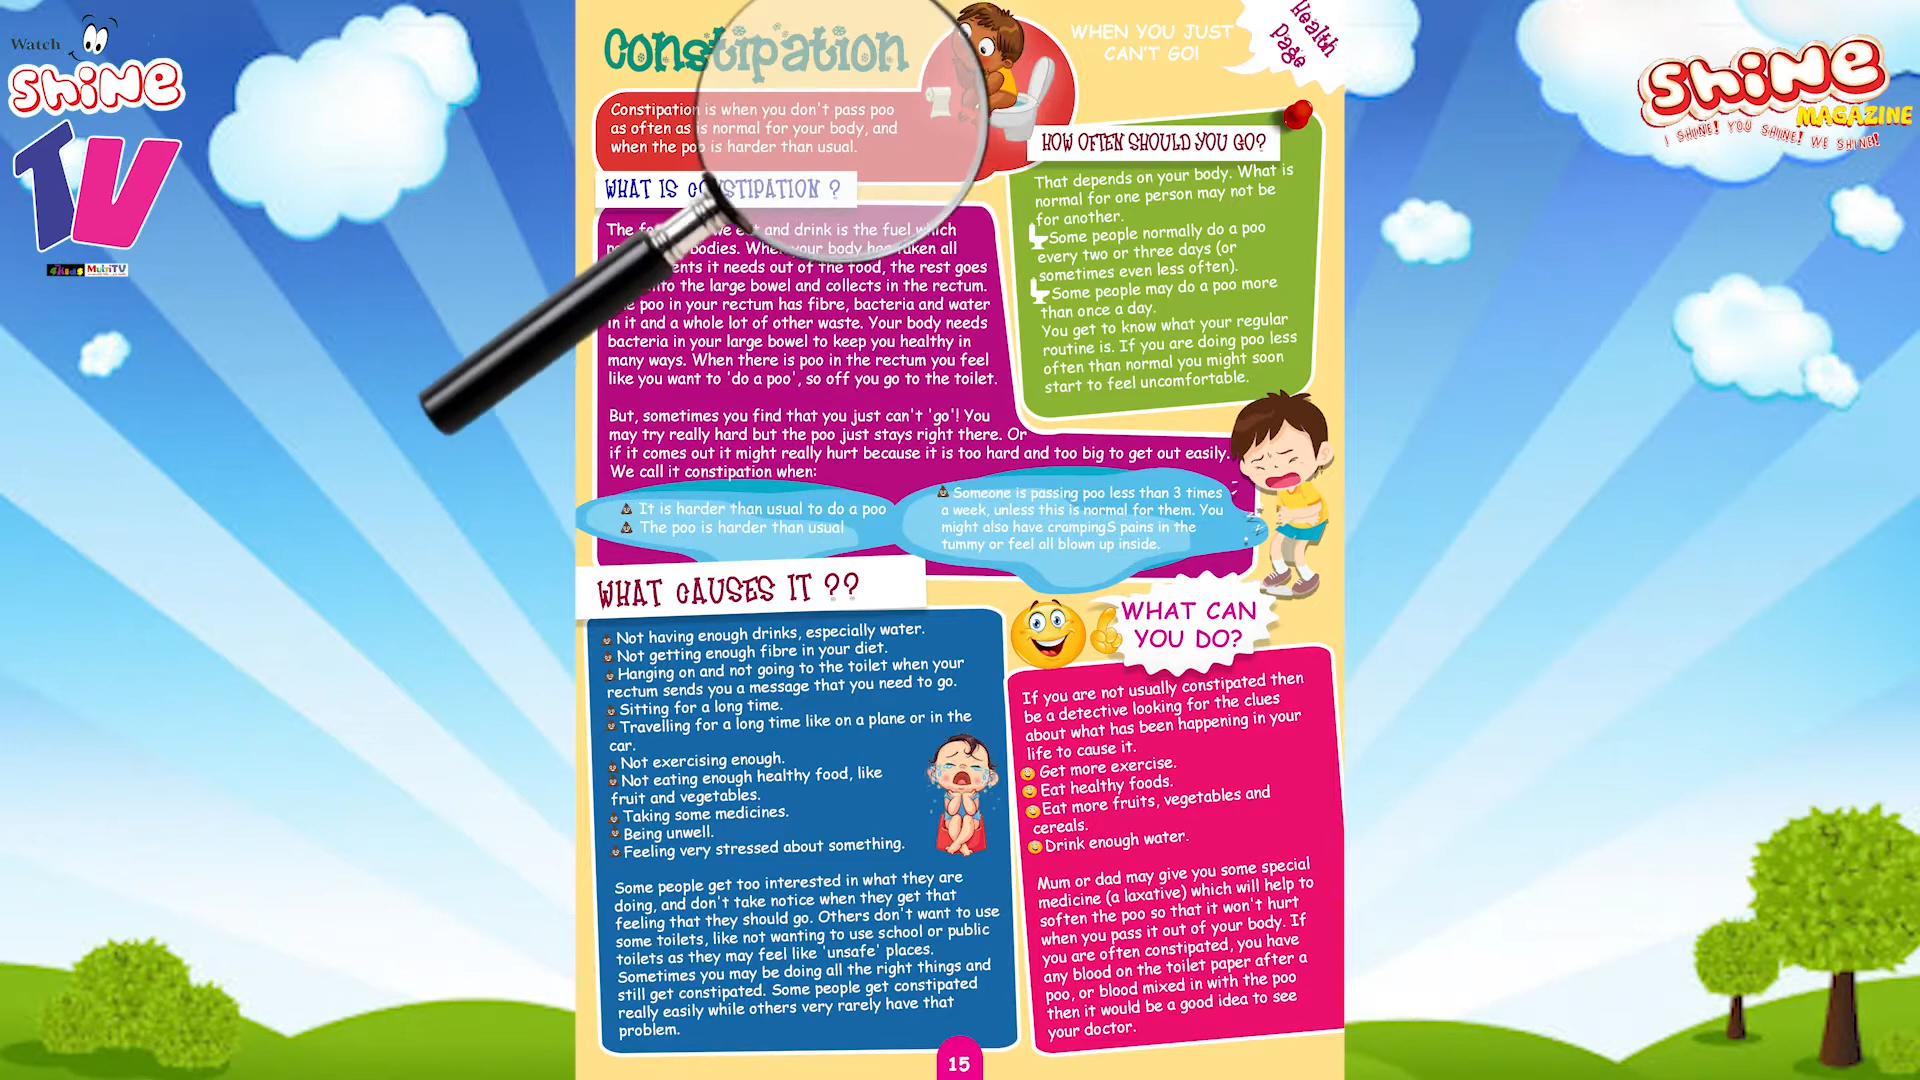 Watch
Shine
TV
4kids MultiTV
Constipation
WHEN YOU JUST
CAN'T GO!
Health
Page
Shine
MAGAZINE
I SHINE! YOU SHINE! WE SHINE!
Constipation is when you don't pass poo
as often as is normal for your body, and
when the poo is harder than usual.
WHAT IS CONSTIPATION ?
The we eat and drink is the fuel which
bodies. When your body has taken all
it needs out of the food, the rest goes
into the large bowel and collects in the rectum.
The poo in your rectum has fibre, bacteria and water
in it and a whole lot of other waste. Your body needs
bacteria in your large bowel to keep you healthy in
many ways. When there is poo in the rectum you feel
like you want to 'do a poo', so off you go to the toilet.
But, sometimes you find that you just can't 'go'! You
may try really hard but the poo just stays right there. Or
if it comes out it might really hurt because it is too hard and too big to get out easily.
We call it constipation when:
It is harder than usual to do a poo
The poo is harder than usual
Someone is passing poo less than 3 times
a week, unless this is normal for them. You
might also have crampingS pains in the
tummy or feel all blown up inside.
HOW OFTEN SHOULD YOU GO?
That depends on your body. What is
normal for one person may not be
for another.
Some people normally do a poo
every two or three days (or
sometimes even less often).
Some people may do a poo more
than once a day.
You get to know what your regular
routine is. If you are doing poo less
often than normal you might soon
start to feel uncomfortable.
WHAT CAUSES IT ??
Not having enough drinks, especially water.
Not getting enough fibre in your diet.
Hanging on and not going to the toilet when your
rectum sends you a message that you need to go.
Sitting for a long time.
Travelling for a long time like on a plane or in the
car.
Not exercising enough.
Not eating enough healthy food, like
fruit and vegetables.
Taking some medicines.
Being unwell.
Feeling very stressed about something.
Some people get too interested in what they are
doing, and don't take notice when they get that
feeling that they should go. Others don't want to use
some toilets, like not wanting to use school or public
toilets as they may feel like 'unsafe' places.
Sometimes you may be doing all the right things and
still get constipated. Some people get constipated
really easily while others very rarely have that
problem.
WHAT CAN
YOU DO?
If you are not usually constipated then
be a detective looking for the clues
about what has been happening in your
life to cause it.
Get more exercise.
Eat healthy foods.
Eat more fruits, vegetables and
cereals.
Drink enough water.
Mum or dad may give you some special
medicine (a laxative) which will help to
soften the poo so that it won't hurt
when you pass it out of your body. If
you are often constipated, you have
any blood on the toilet paper after a
poo, or blood mixed in with the poo
then it would be a good idea to see
your doctor.
15